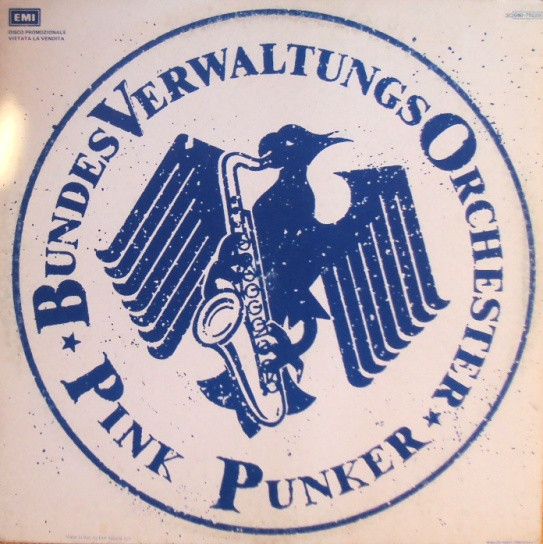 EMI
DISCO PROMOZIONALE
VIETATA LA VENDITA
BUNDESVERWALTUNGSORCHESTER
PINK PUNKER